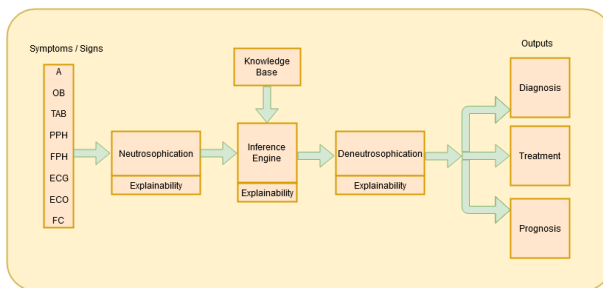 Symptoms / Signs
A
OB
TAB
PPH
FPH
ECG
ECO
FC
Neutrosophication
Explainability
Knowledge
Base
Inference
Engine
Explainability
Deneutrosophication
Explainability
Outputs
Diagnosis
Treatment
Prognosis